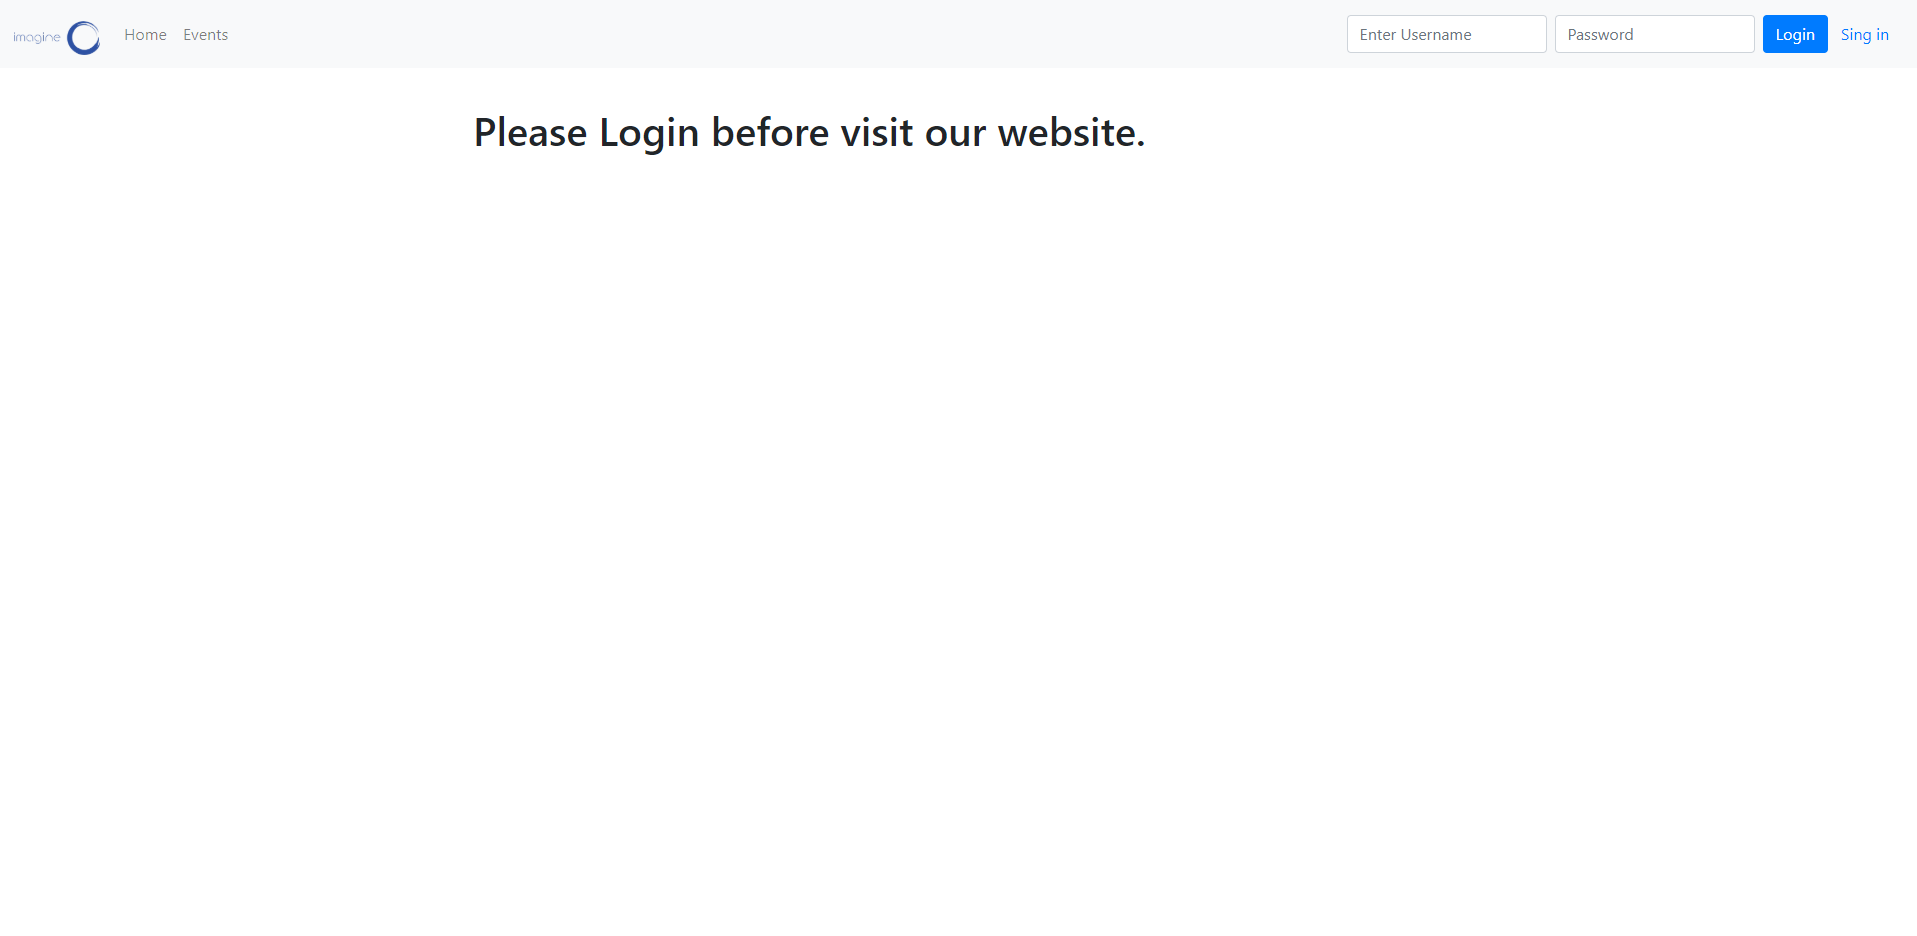 imagine
Home
Events
Enter Username
Password
Login
Sing in
Please Login before visit our website.